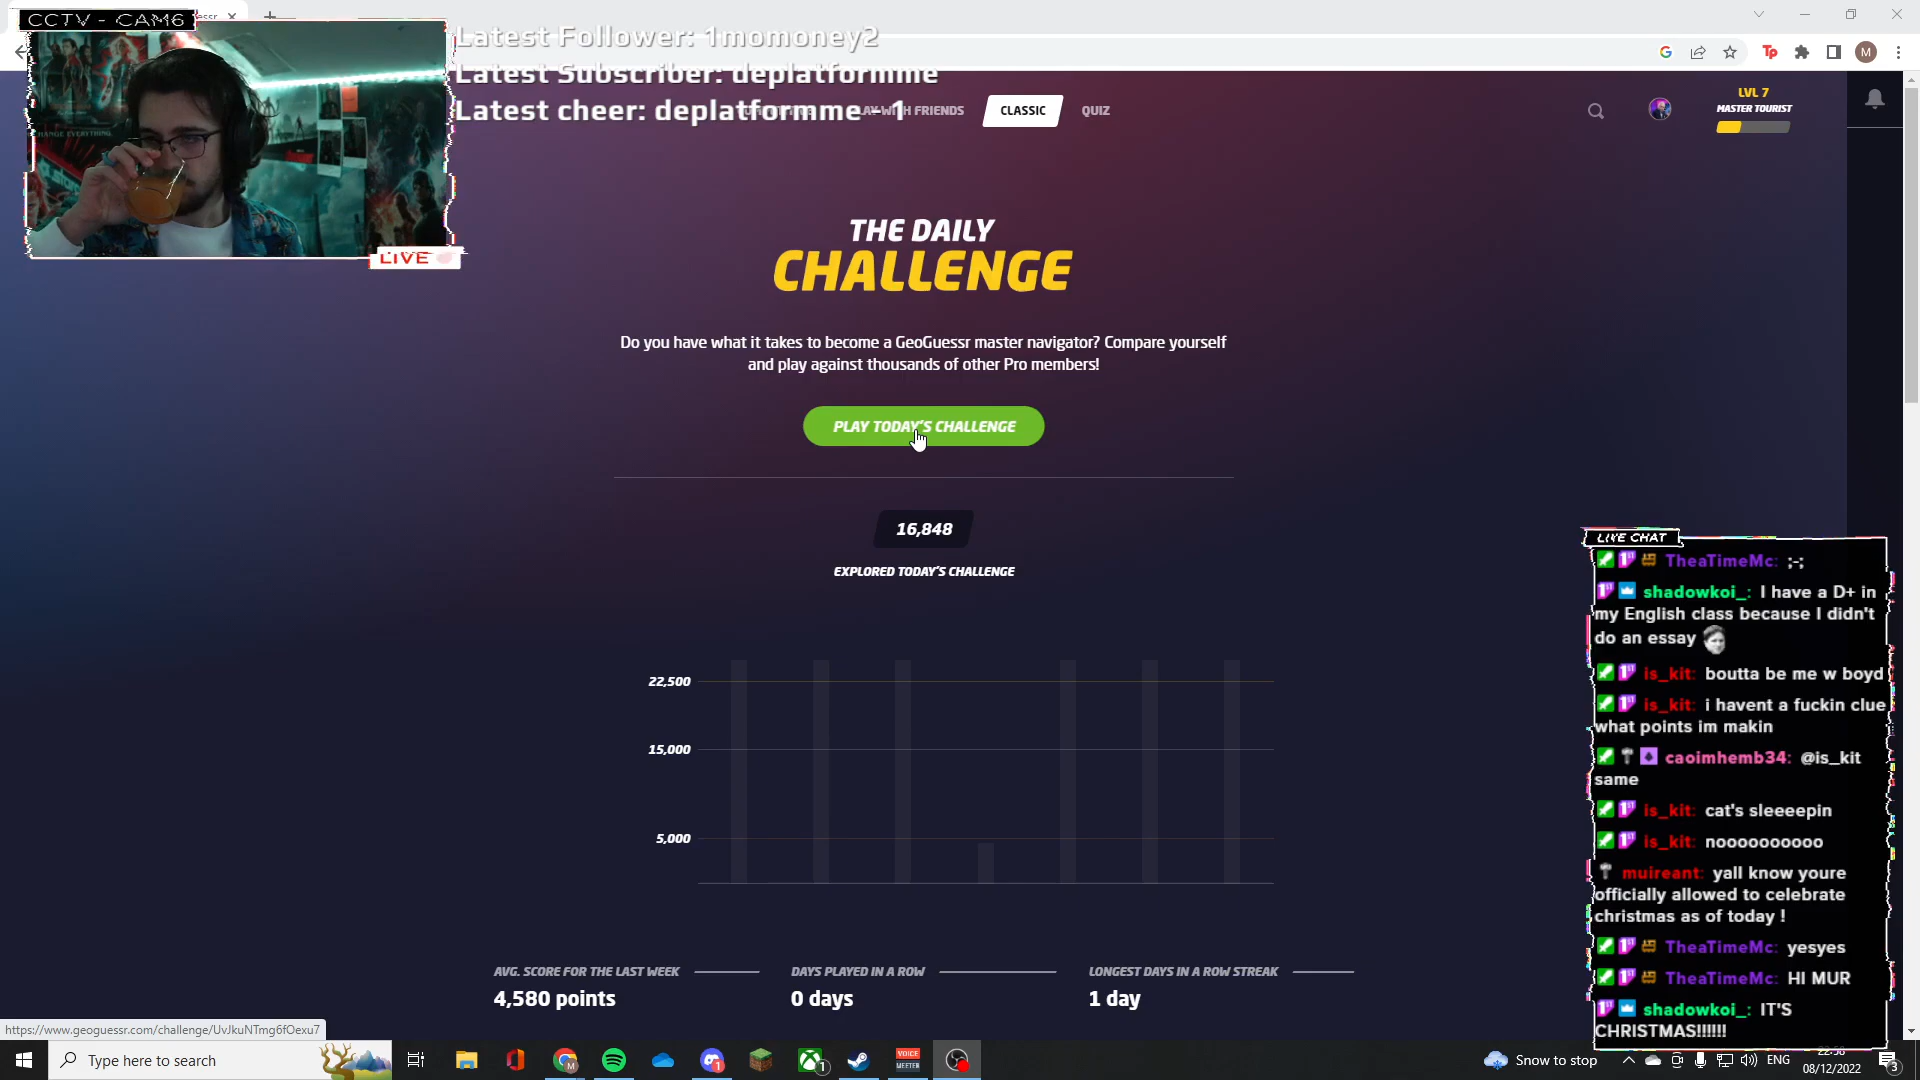 CCTV - CAM6
Latest Follower: 1momoney2
Latest Subscriber: deplatformme
Latest cheer: deplatformme - 1
WITH FRIENDS
CLASSIC
QUIZ
LVL 7
MASTER TOURIST
M
LIVE
THE DAILY
CHALLENGE
Do you have what it takes to become a GeoGuessr master navigator? Compare yourself
and play against thousands of other Pro members!
PLAY TODAY'S CHALLENGE
16,848
EXPLORED TODAY'S CHALLENGE
22,500
15,000
5,000
AVG. SCORE FOR THE LAST WEEK
4,580 points
DAYS PLAYED IN A ROW
0 days
LONGEST DAYS IN A ROW STREAK
1 day
LIVE CHAT
TheaTimeMc: ;-;
shadowkoi_: I have a D+ in
my English class because I didn't
do an essay
is_kit: boutta be me w boyd
is_kit: i havent a fuckin clue
what points im makin
caoimhemb34: @is_kit
same
is_kit: cat's sleeeepin
is_kit: noooooooooo
muireant: yall know youre
officially allowed to celebrate
christmas as of today !
TheaTimeMc: yesyes
TheaTimeMc: HI MUR
shadowkoi_: IT'S
CHRISTMAS!!!!!!
https://www.geoguessr.com/challenge/UvJkuNTmg6fOexu7
Type here to search
VOICE
MEETER
Snow to stop
ENG
22:58
08/12/2022
3